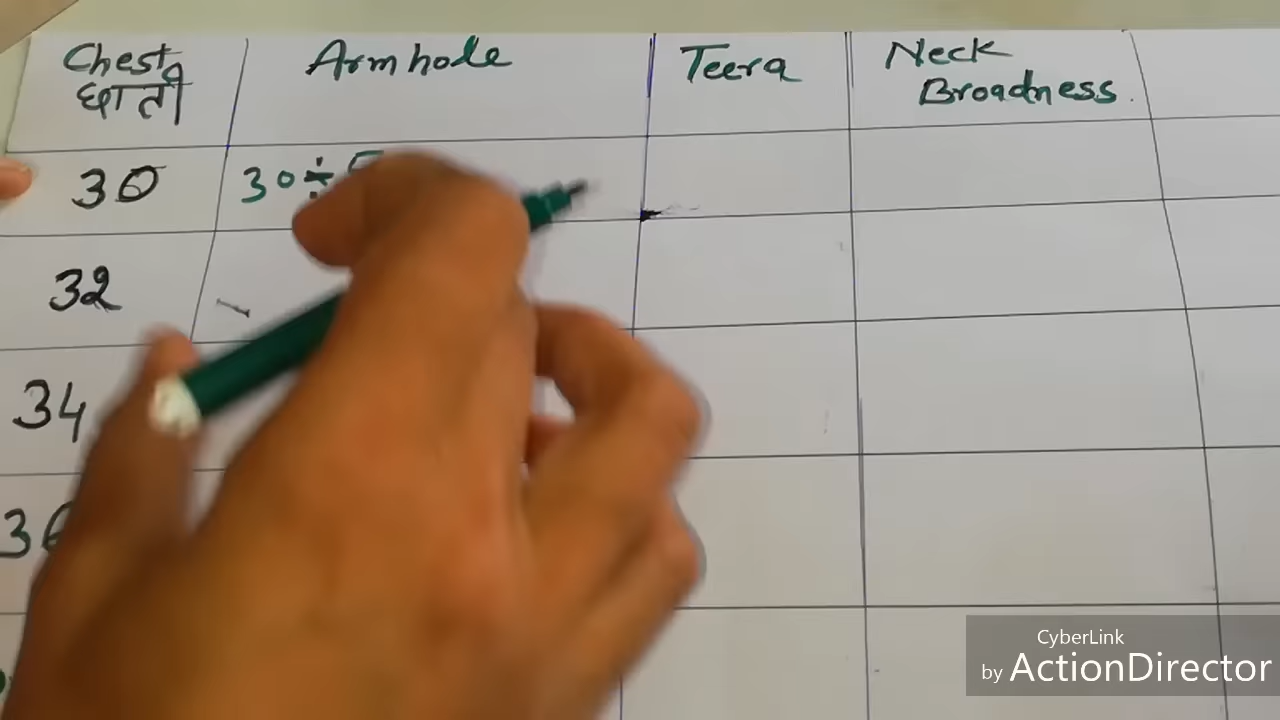 Chest
छाती
Armhole
Teera
Neck
Broadness.
30
30÷
32
34
CyberLink
by ActionDirector